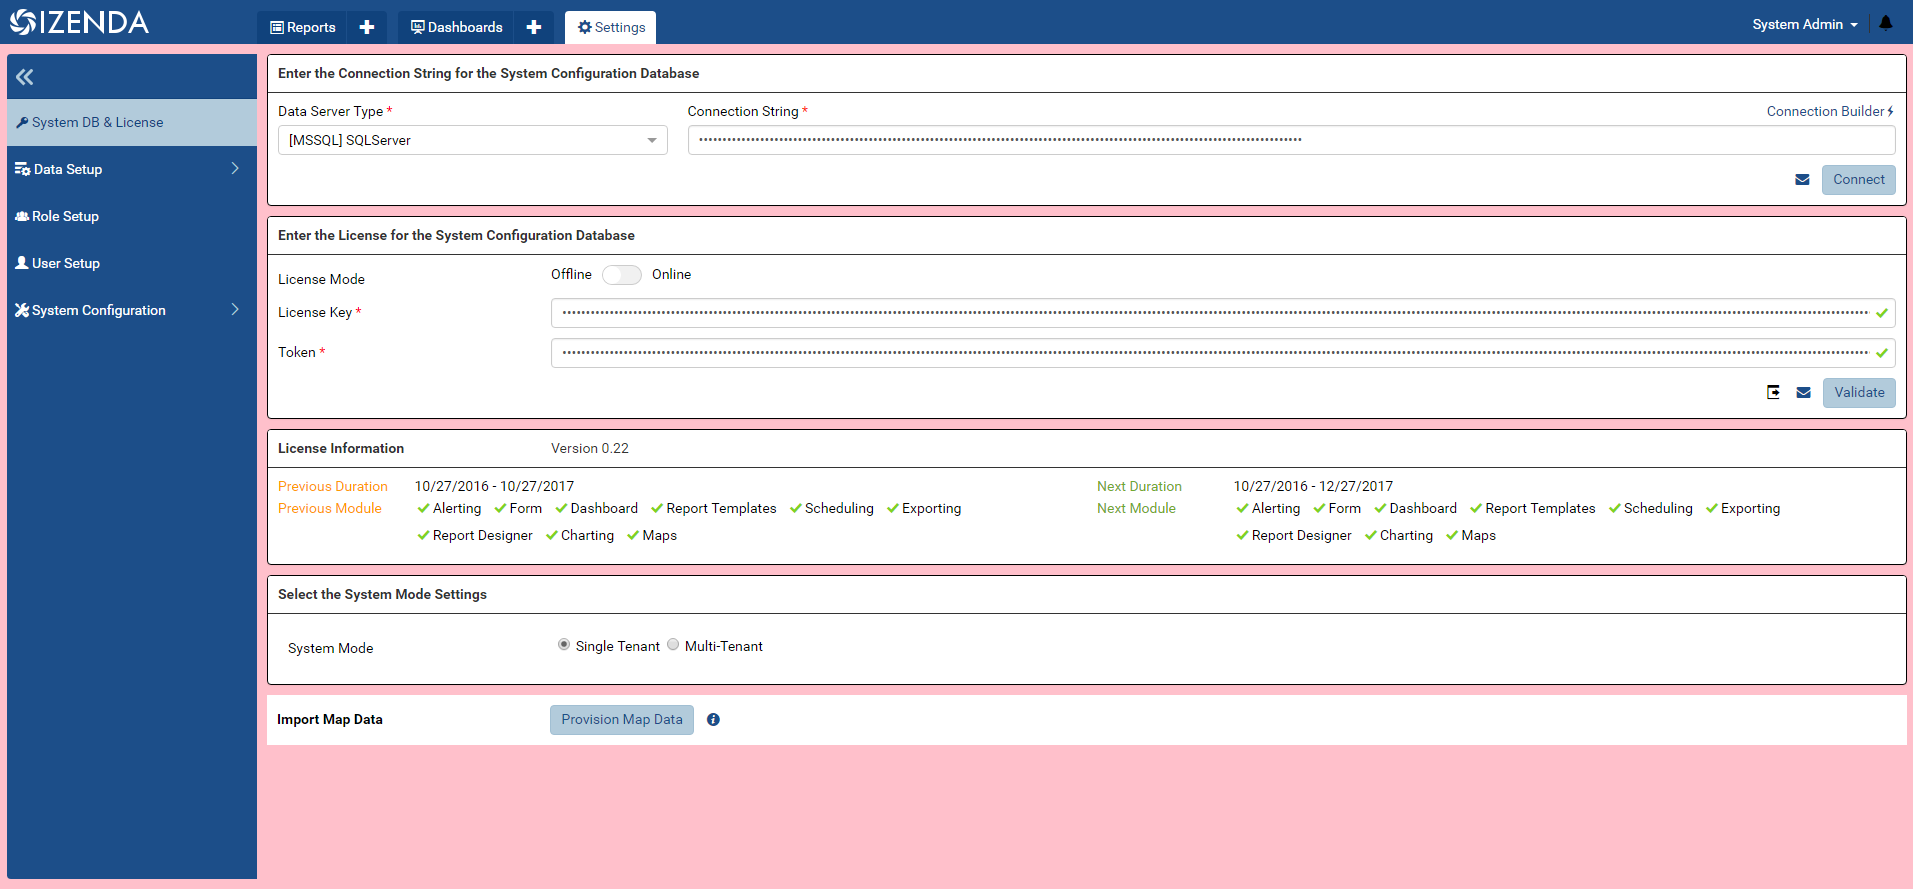 IZENDA
Reports
Dashboards
Settings
System Admin
System DB & License
Data Setup
Role Setup
User Setup
System Configuration
Enter the Connection String for the System Configuration Database
Data Server Type * Connection String * Connection Builder
[MSSQL] SQLServer
Connect
Enter the License for the System Configuration Database
License Mode Offline Online
License Key *
Token *
Validate
License Information Version 0.22
Previous Duration 10/27/2016 - 10/27/2017
Previous Module Alerting Form Dashboard Report Templates Scheduling Exporting
Report Designer Charting Maps
Next Duration 10/27/2016 - 12/27/2017
Next Module Alerting Form Dashboard Report Templates Scheduling Exporting
Report Designer Charting Maps
Select the System Mode Settings
System Mode Single Tenant Multi-Tenant
Import Map Data Provision Map Data